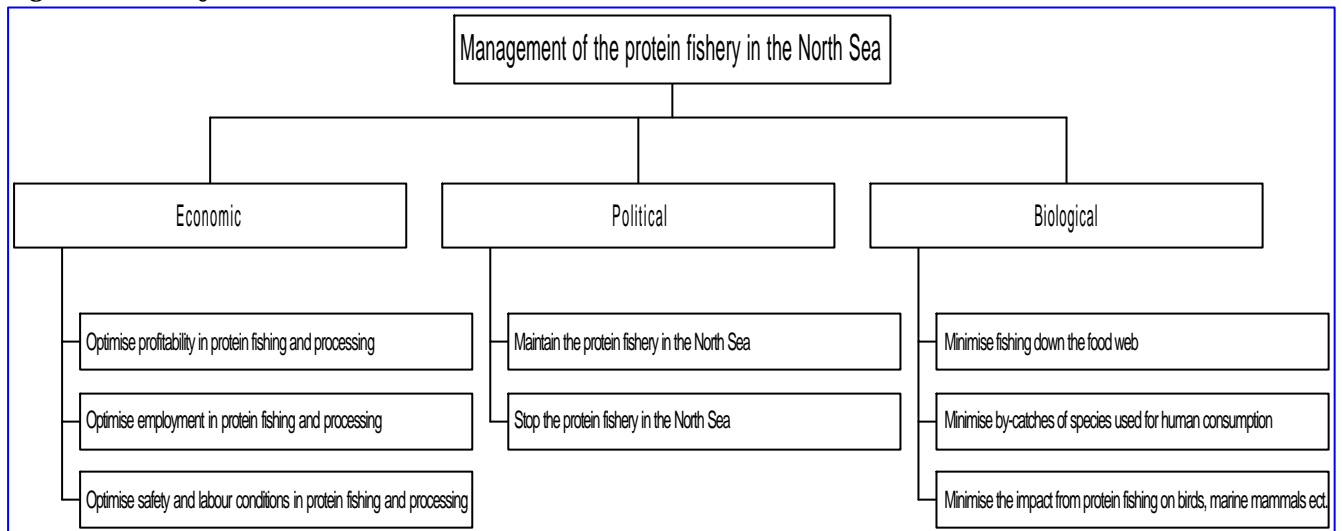 Management of the protein fishery in the North Sea
Economic
Political
Biological
Optimise profitability in protein fishing and processing
Maintain the protein fishery in the North Sea
Minimise fishing down the food web
Optimise employment in protein fishing and processing
Stop the protein fishery in the North Sea
Minimise by-catches of species used for human consumption
Optimise safety and labour conditions in protein fishing and processing
Minimise the impact from protein fishing on birds, marine mammals ect.